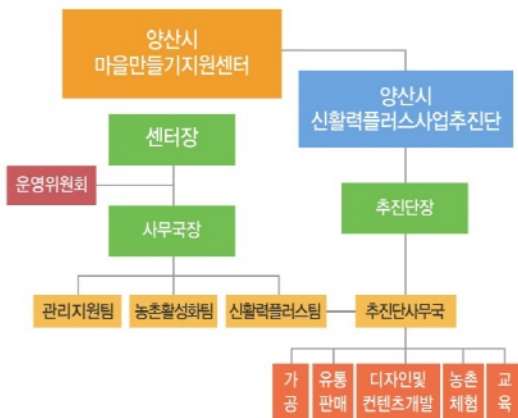 양산시
마을만들기지원센터
양산시
신활력플러스사업추진단
센터장
운영위원회
추진단장
사무국장
관리지원팀
농촌활성화팀
신활력플러스팀
추진단사무국
가
공
유통
판매
디자인및
컨텐츠개발
농촌
체험
교
육